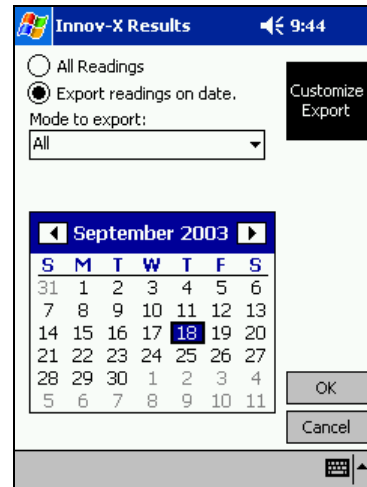 Innov-X Results 9:44
All Readings
Export readings on date.
Customize
Export
Mode to export:
All
September 2003
S M T W T F S
31 1 2 3 4 5 6
7 8 9 10 11 12 13
14 15 16 17 18 19 20
21 22 23 24 25 26 27
28 29 30 1 2 3 4
5 6 7 8 9 10 11
OK
Cancel